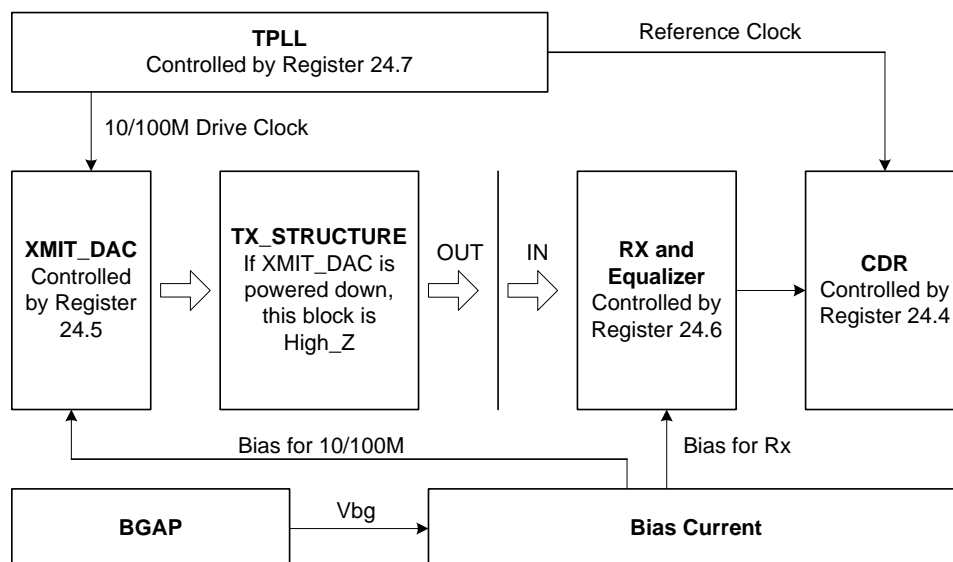 TPLL
Controlled by Register 24.7
Reference Clock
10/100M Drive Clock
XMIT_DAC
Controlled
by Register
24.5
TX_STRUCTURE
If XMIT_DAC is
powered down,
this block is
High_Z
OUT
IN
RX and
Equalizer
Controlled by
Register 24.6
CDR
Controlled by
Register 24.4
Bias for 10/100M
Bias for Rx
BGAP
Vbg
Bias Current